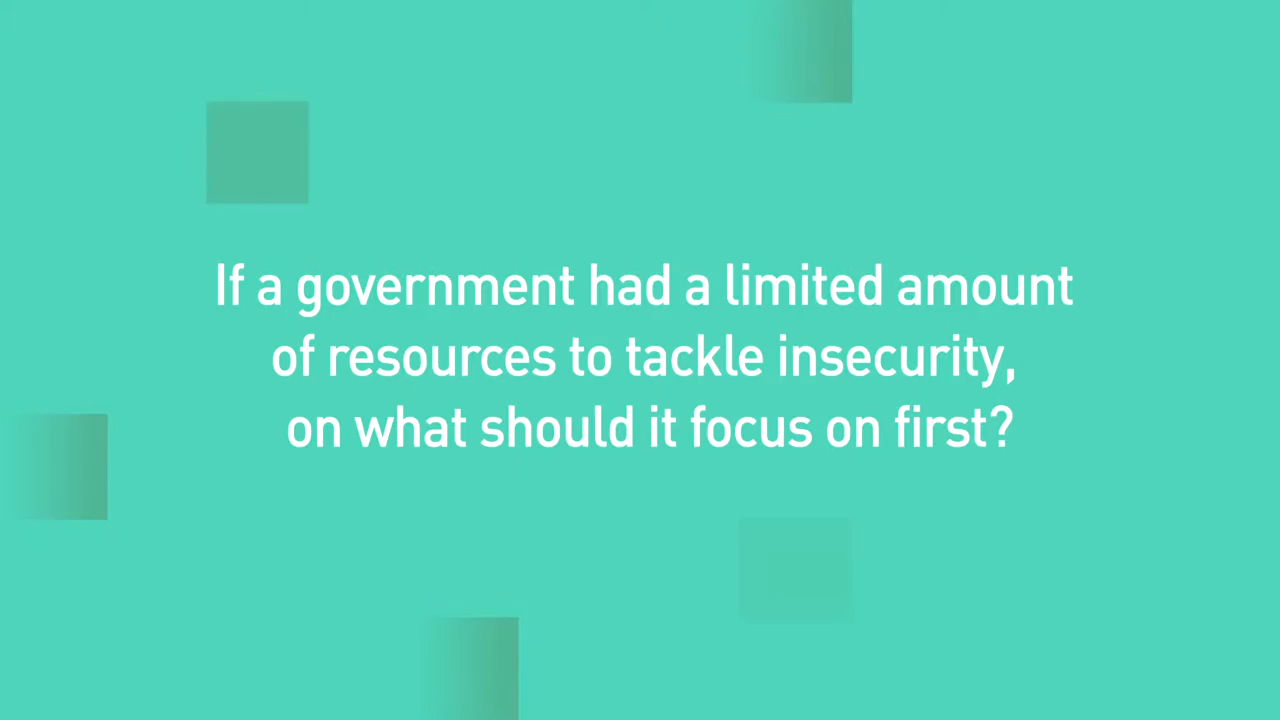 If a government had a limited amount
of resources to tackle insecurity,
on what should it focus on first?